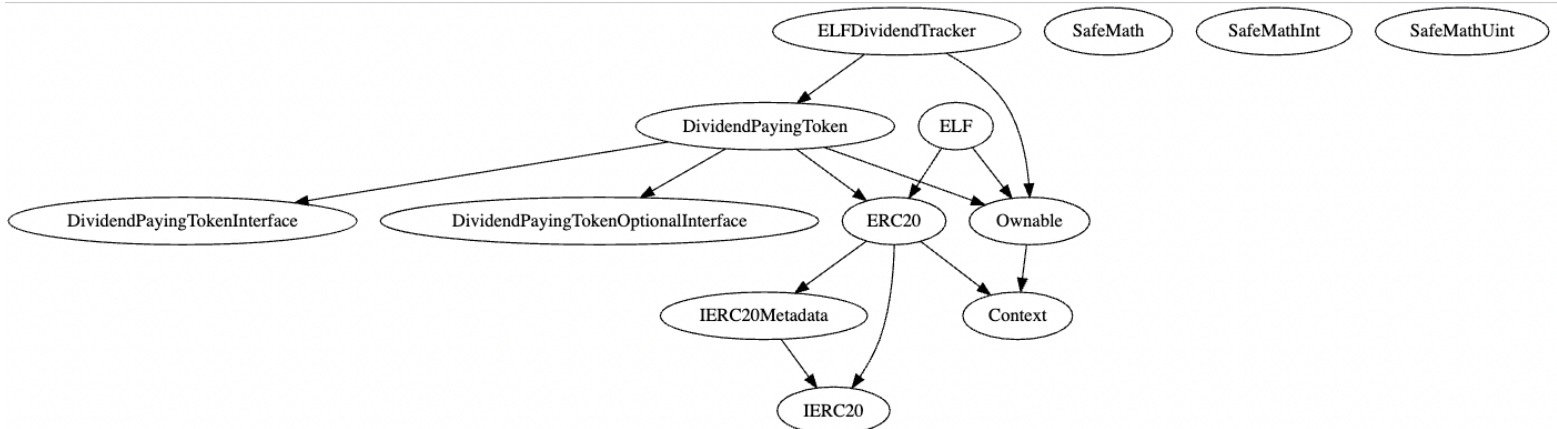 ELFDividendTracker
SafeMath
SafeMathInt
SafeMathUint
DividendPayingToken
ELF
DividendPayingTokenInterface
DividendPayingTokenOptionalInterface
ERC20
Ownable
IERC20Metadata
Context
IERC20